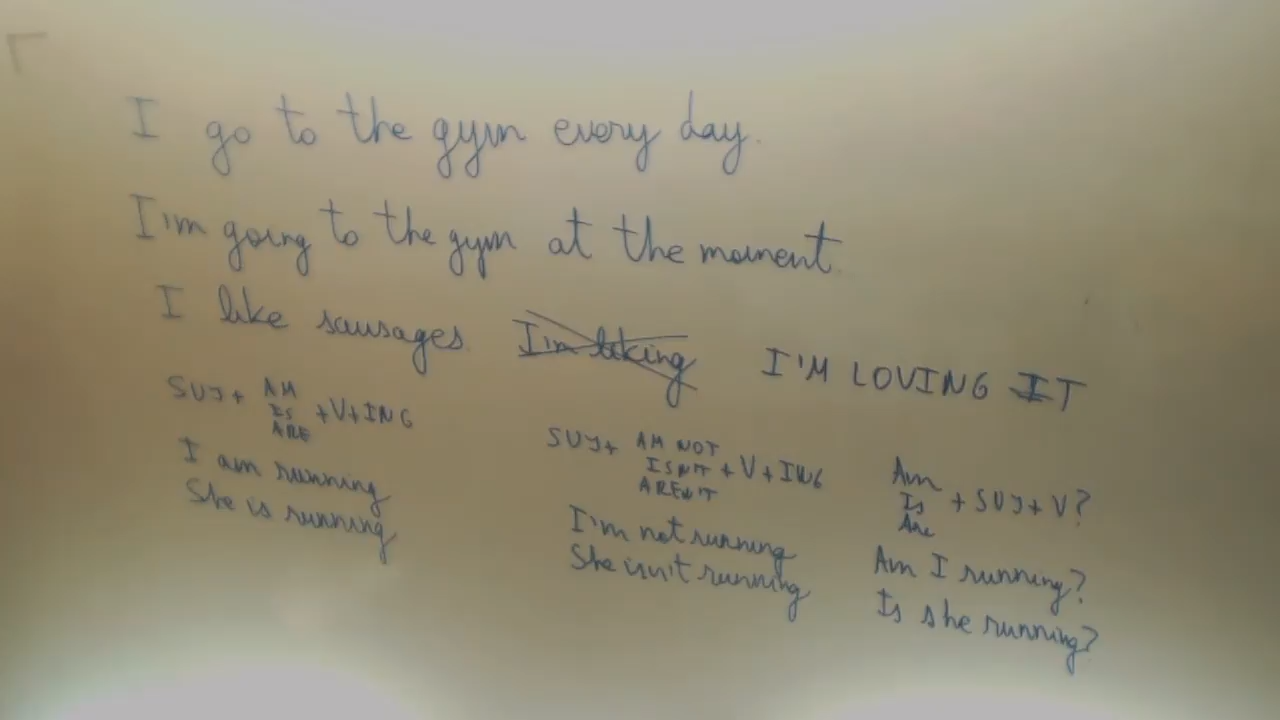 I go to the gym every day.
I'm going to the gym at the moment.
I like sausages I'm liking I'M LOVING IT
SUJ+ AM IS ARE +V+ING
I am running
She is running
SUJ+ AM NOT ISN'T AREN'T +V+ING
I'm not running
She isn't running
Am Is Are + SUJ+ V?
Am I running?
Is she running?